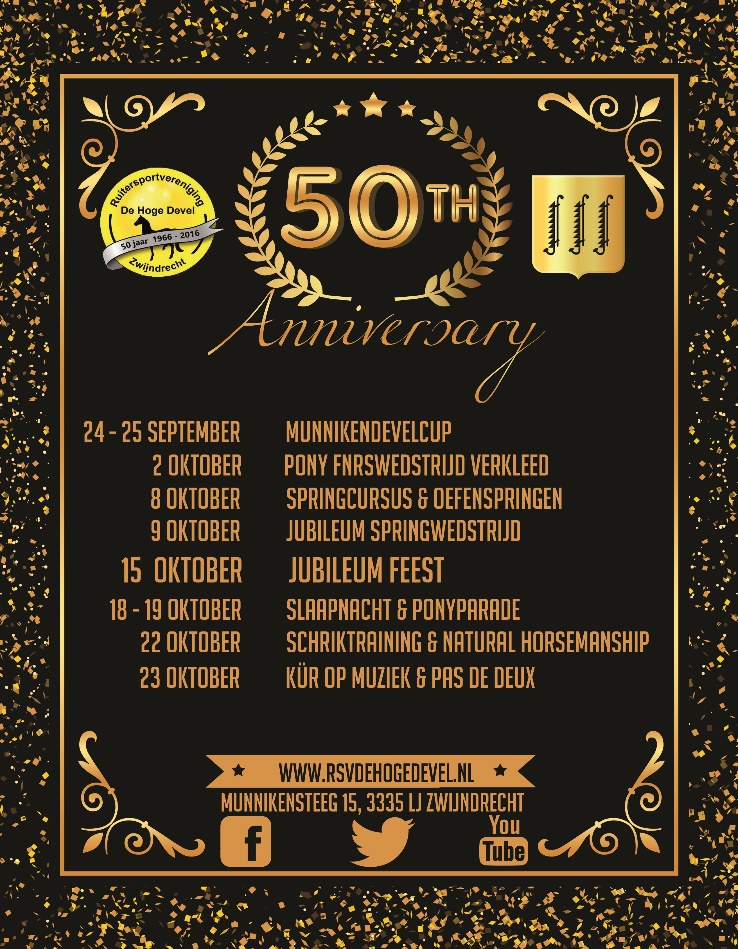 50TH
Ruitersportvereniging
De Hoge Devel
50 jaar 1966 - 2016
Zwijndrecht
Anniversary
24 - 25 SEPTEMBER MUNNIKENDEVELCUP
2 OKTOBER PONY FNRSWEDSTRIJD VERKLEED
8 OKTOBER SPRINGCURSUS & OEFENSPRINGEN
9 OKTOBER JUBILEUM SPRINGWEDSTRIJD
15 OKTOBER JUBILEUM FEEST
18 - 19 OKTOBER SLAAPNACHT & PONYPARADE
22 OKTOBER SCHRIKTRAINING & NATURAL HORSEMANSHIP
23 OKTOBER KÜR OP MUZIEK & PAS DE DEUX
WWW.RSVDEHOGEDEVEL.NL
MUNNIKENSTEEG 15, 3335 LJ ZWIJNDRECHT
f
You
Tube